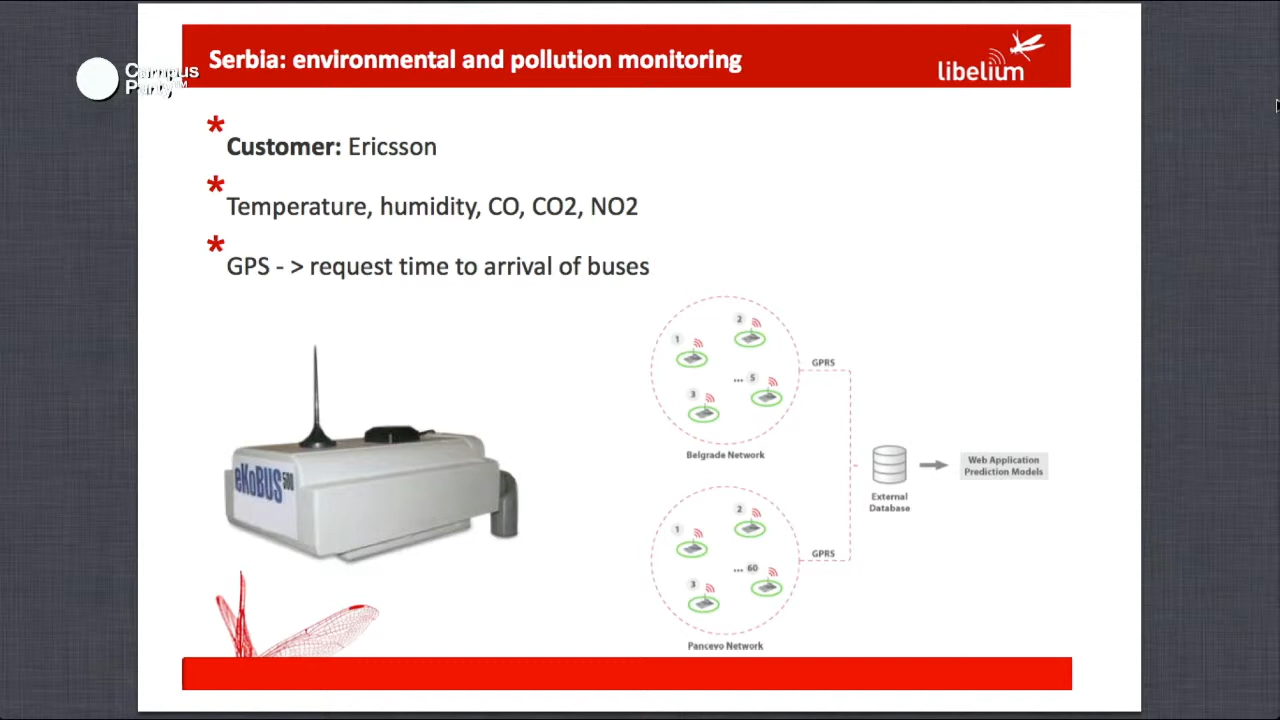 Serbia: environmental and pollution monitoring
libelium
Campus
Party™
* Customer: Ericsson
* Temperature, humidity, CO, CO2, NO2
* GPS - > request time to arrival of buses
eKoBUS 500
1
2
3
... 5
GPRS
Belgrade Network
External
Database
Web Application
Prediction Models
1
2
3
... 60
GPRS
Pancevo Network